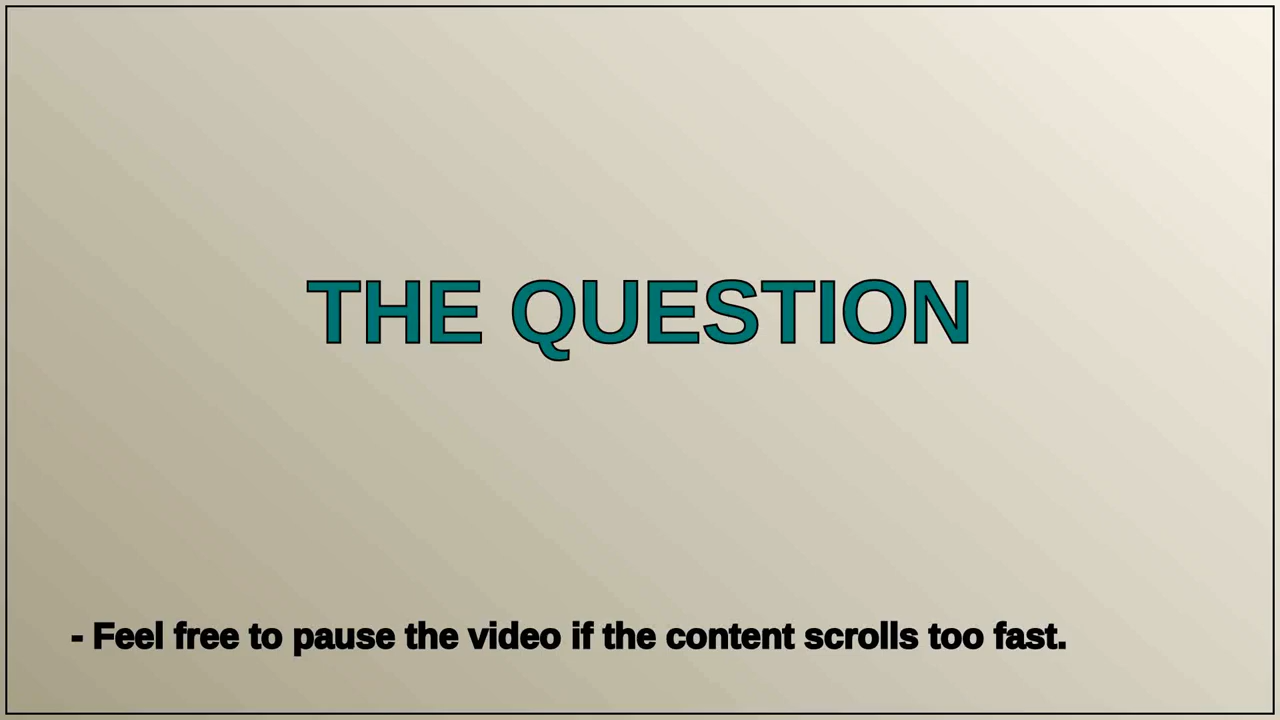 THE QUESTION
- Feel free to pause the video if the content scrolls too fast.